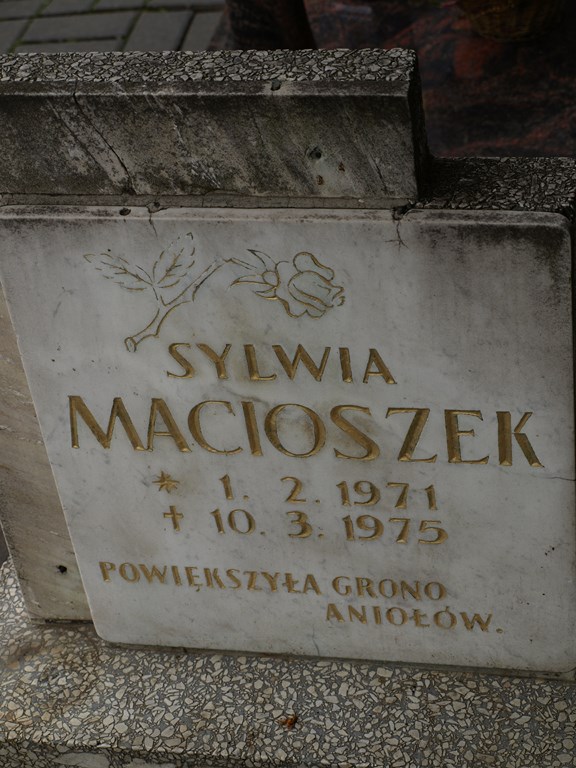 SYLWIA
MACIOSZEK
* 1. 2. 1971
† 10. 3. 1975
POWIĘKSZYŁA GRONO
ANIOŁÓW.